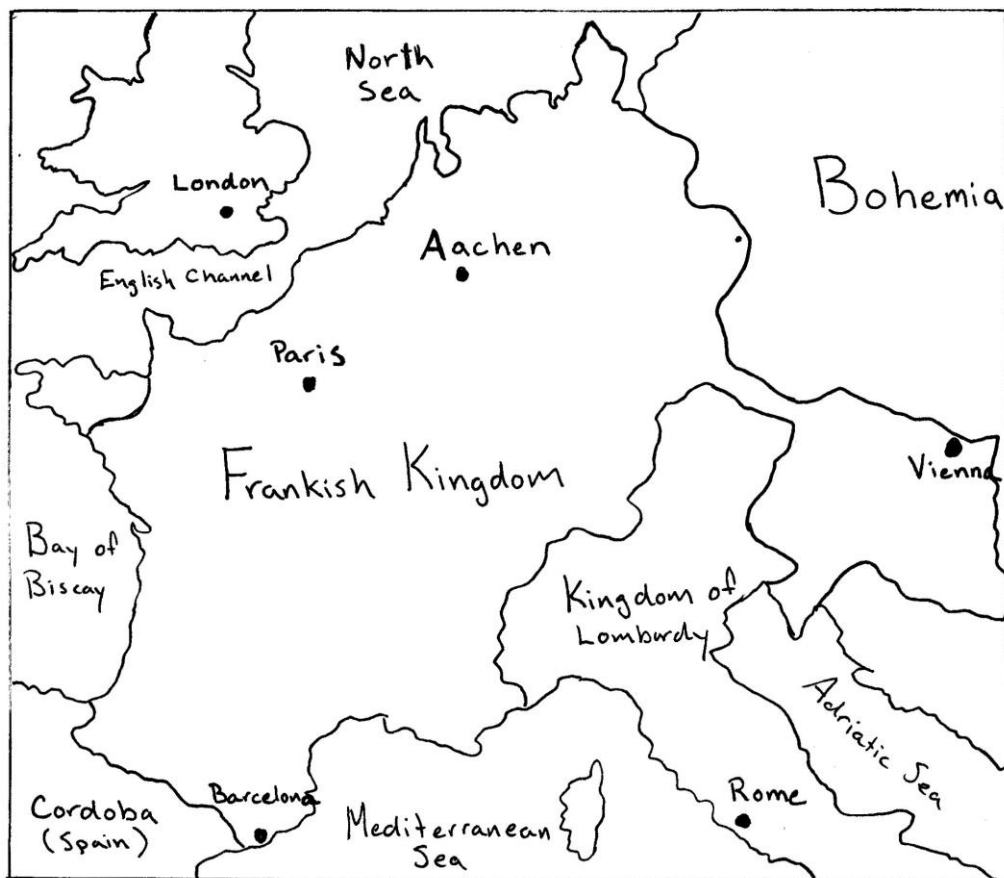 North
Sea
London
Bohemia
Aachen
English Channel
Paris
Frankish Kingdom
Vienna
Bay of
Biscay
Kingdom of
Lombardy
Adriatic Sea
Cordoba
(Spain)
Barcelona
Mediterranean
Sea
Rome